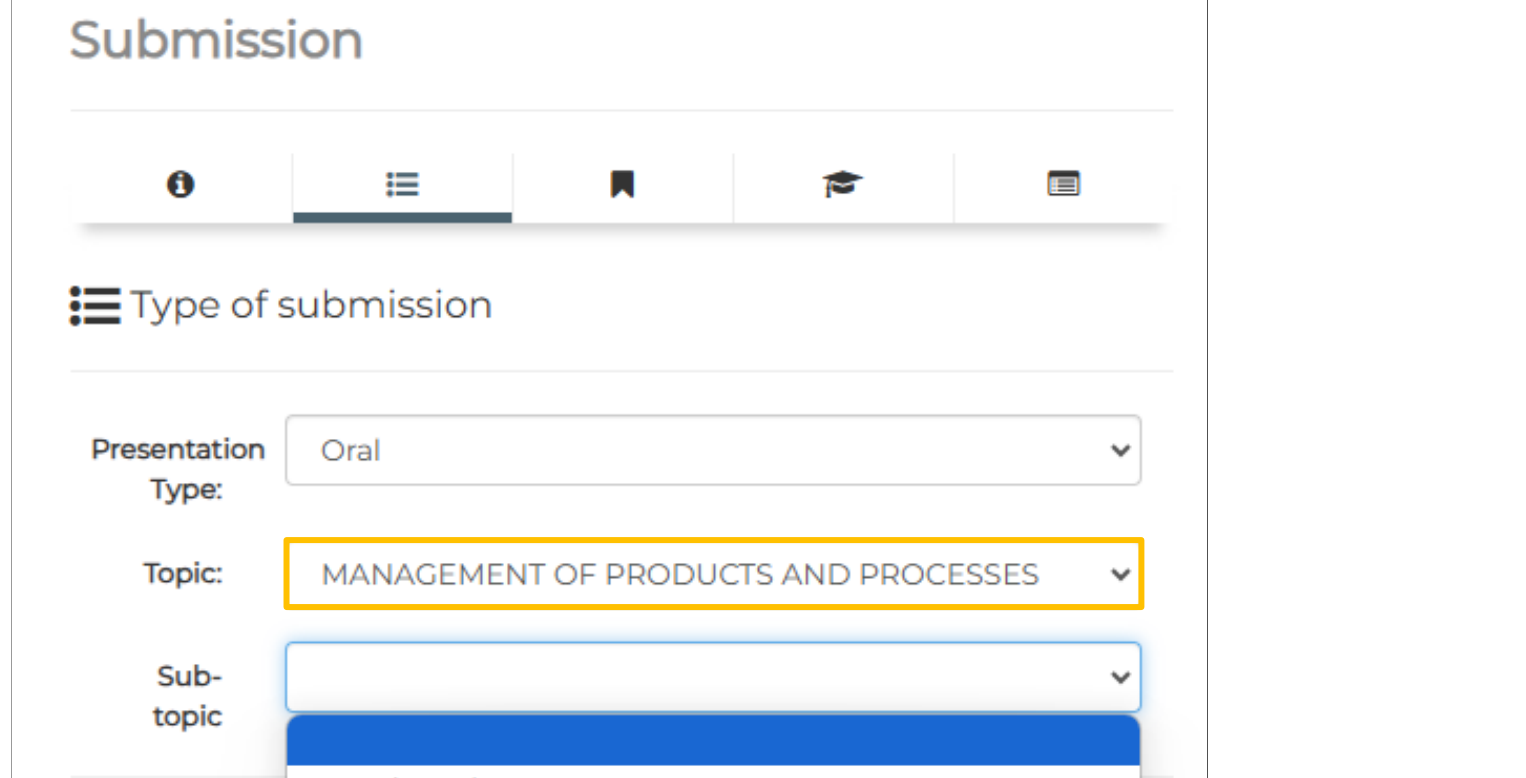 Submission
Type of submission
Presentation
Type:
Oral
Topic:
MANAGEMENT OF PRODUCTS AND PROCESSES
Sub-
topic